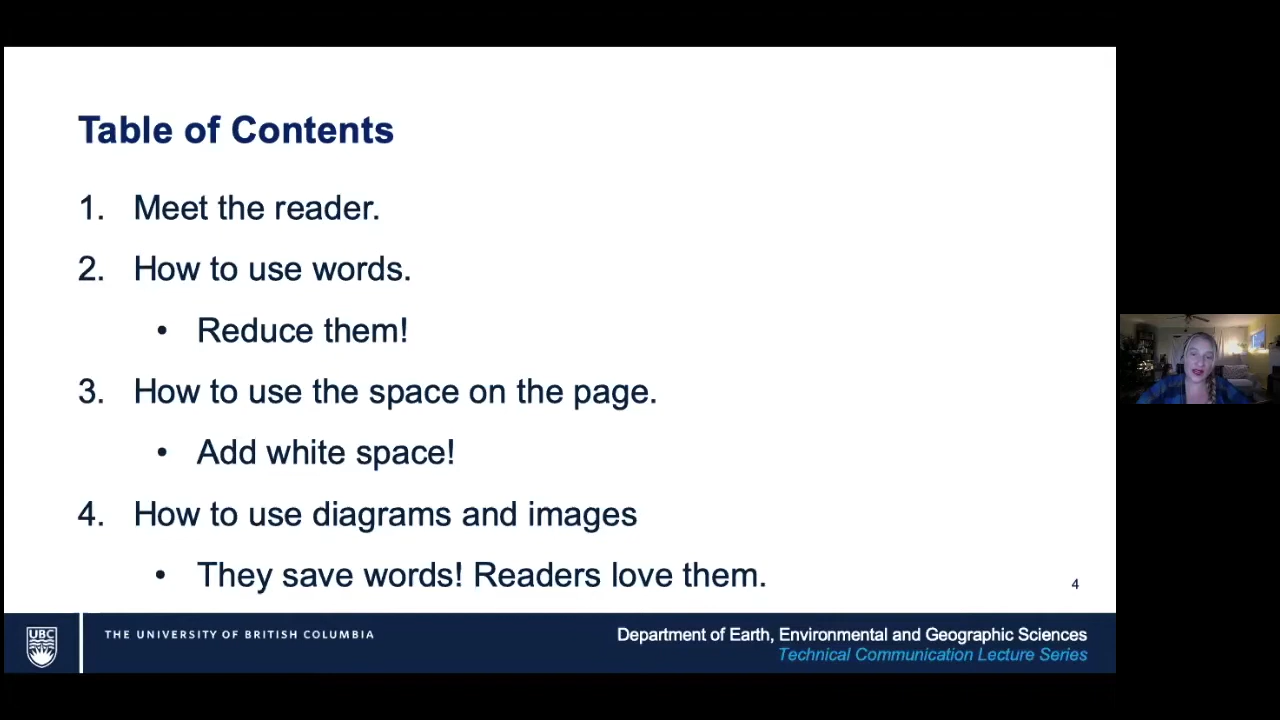 Table of Contents
1. Meet the reader.
2. How to use words.
• Reduce them!
3. How to use the space on the page.
• Add white space!
4. How to use diagrams and images
• They save words! Readers love them.
4
UBC
THE UNIVERSITY OF BRITISH COLUMBIA
Department of Earth, Environmental and Geographic Sciences
Technical Communication Lecture Series